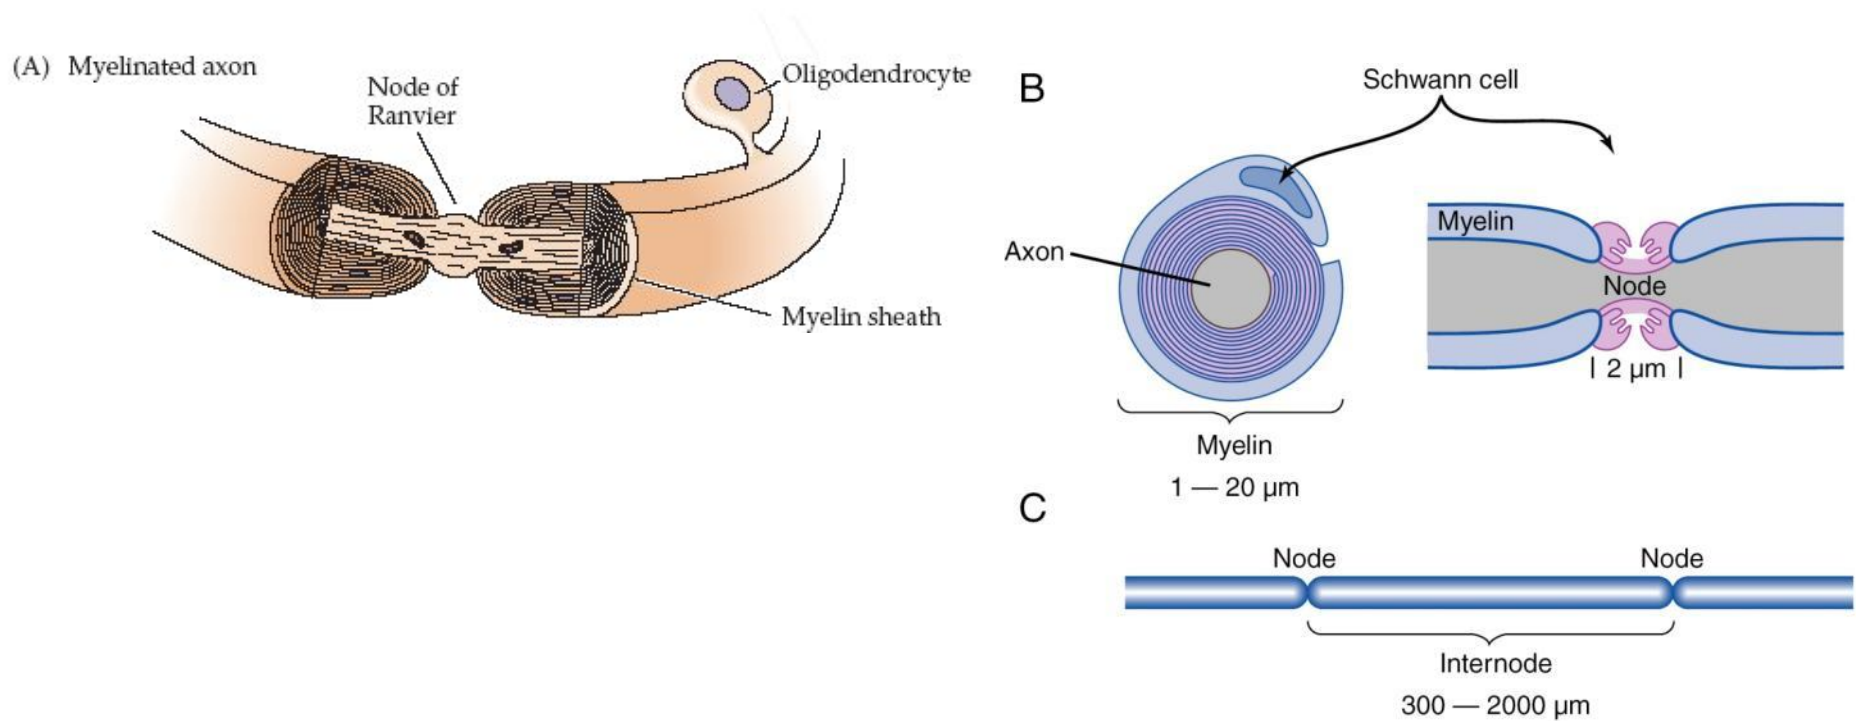 (A) Myelinated axon
Node of
Ranvier
Oligodendrocyte
Myelin sheath
B
Schwann cell
Axon
Myelin
1 — 20 µm
Myelin
Node
| 2 µm |
C
Node
Node
Internode
300 — 2000 µm